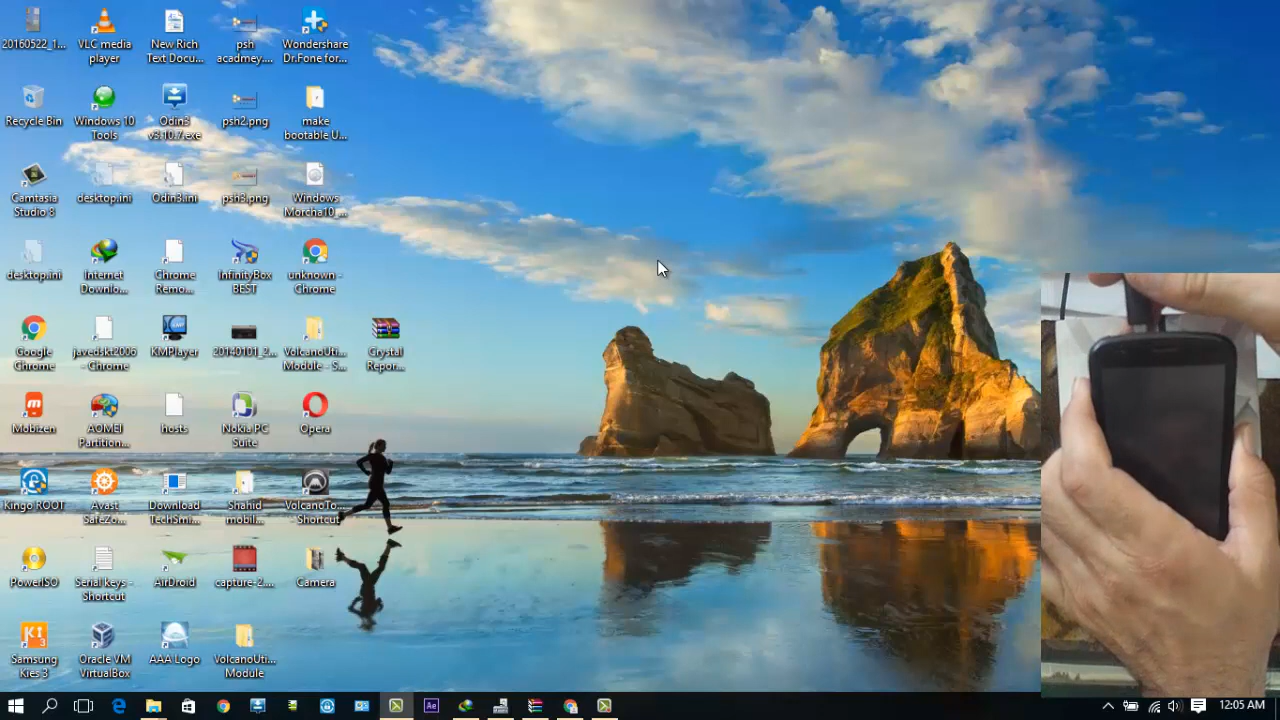 20160522_1...
VLC media
player
New Rich
Text Docu...
psh
acadmey....
Wondershare
Dr.Fone for...
Recycle Bin
Windows 10
Tools
Odin3
v3.10.7.exe
psh2.png
make
bootable U...
Camtasia
Studio 8
desktop.ini
Odin3.ini
psh3.png
Windows
Morcha10_...
desktop.ini
Internet
Downlo...
Chrome
Remo...
InfinityBox
BEST
unknown -
Chrome
Google
Chrome
javedskt2006
- Chrome
KMPlayer
20140101_2...
VolcanoUti...
Module - S...
Crystal
Repor...
Mobizen
AOMEI
Partition...
hosts
Nokia PC
Suite
Opera
Kingo ROOT
Avast
SafeZo...
Download
TechSmi...
Shahid
mobil...
VolcanoTo...
- Shortcut
PowerISO
Serial keys -
Shortcut
AirDroid
capture-2....
Camera
Samsung
Kies 3
Oracle VM
VirtualBox
AAA Logo
VolcanoUti...
Module
12:05 AM